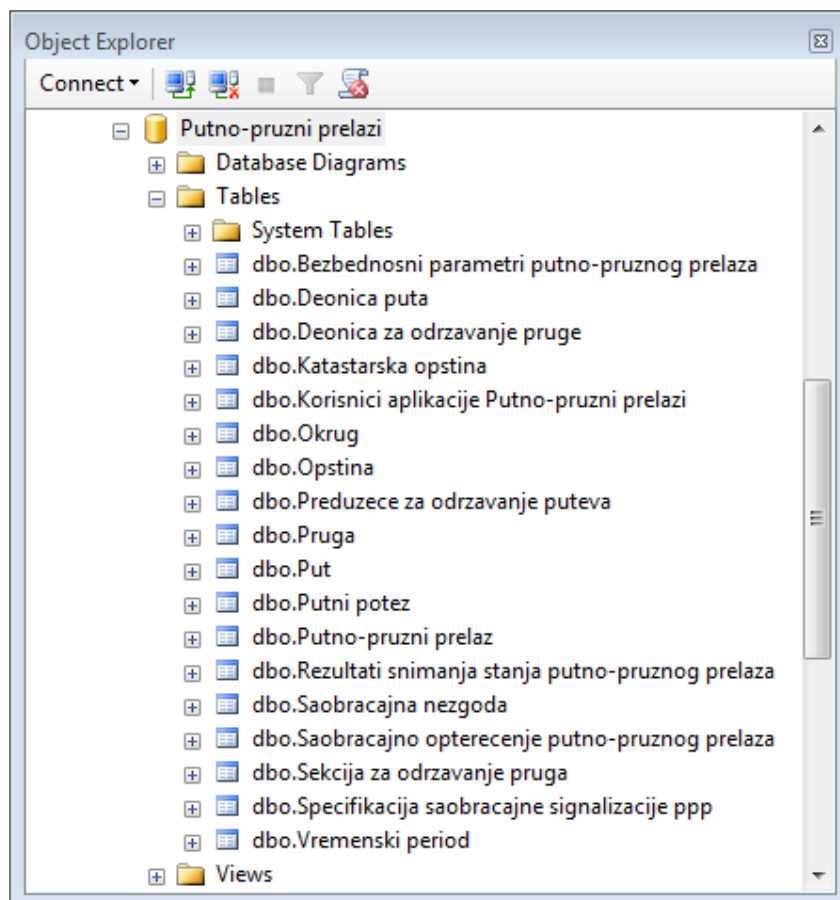 Object Explorer
Connect
Putno-pruzni prelazi
Database Diagrams
Tables
System Tables
dbo.Bezbednosni parametri putno-pruznog prelaza
dbo.Deonica puta
dbo.Deonica za odrzavanje pruge
dbo.Katastarska opstina
dbo.Korisnici aplikacije Putno-pruzni prelazi
dbo.Okrug
dbo.Opstina
dbo.Preduzece za odrzavanje puteva
dbo.Pruga
dbo.Put
dbo.Putni potez
dbo.Putno-pruzni prelaz
dbo.Rezultati snimanja stanja putno-pruznog prelaza
dbo.Saobracajna nezgoda
dbo.Saobracajno opterecenje putno-pruznog prelaza
dbo.Sekcija za odrzavanje pruga
dbo.Specifikacija saobracajne signalizacije ppp
dbo.Vremenski period
Views